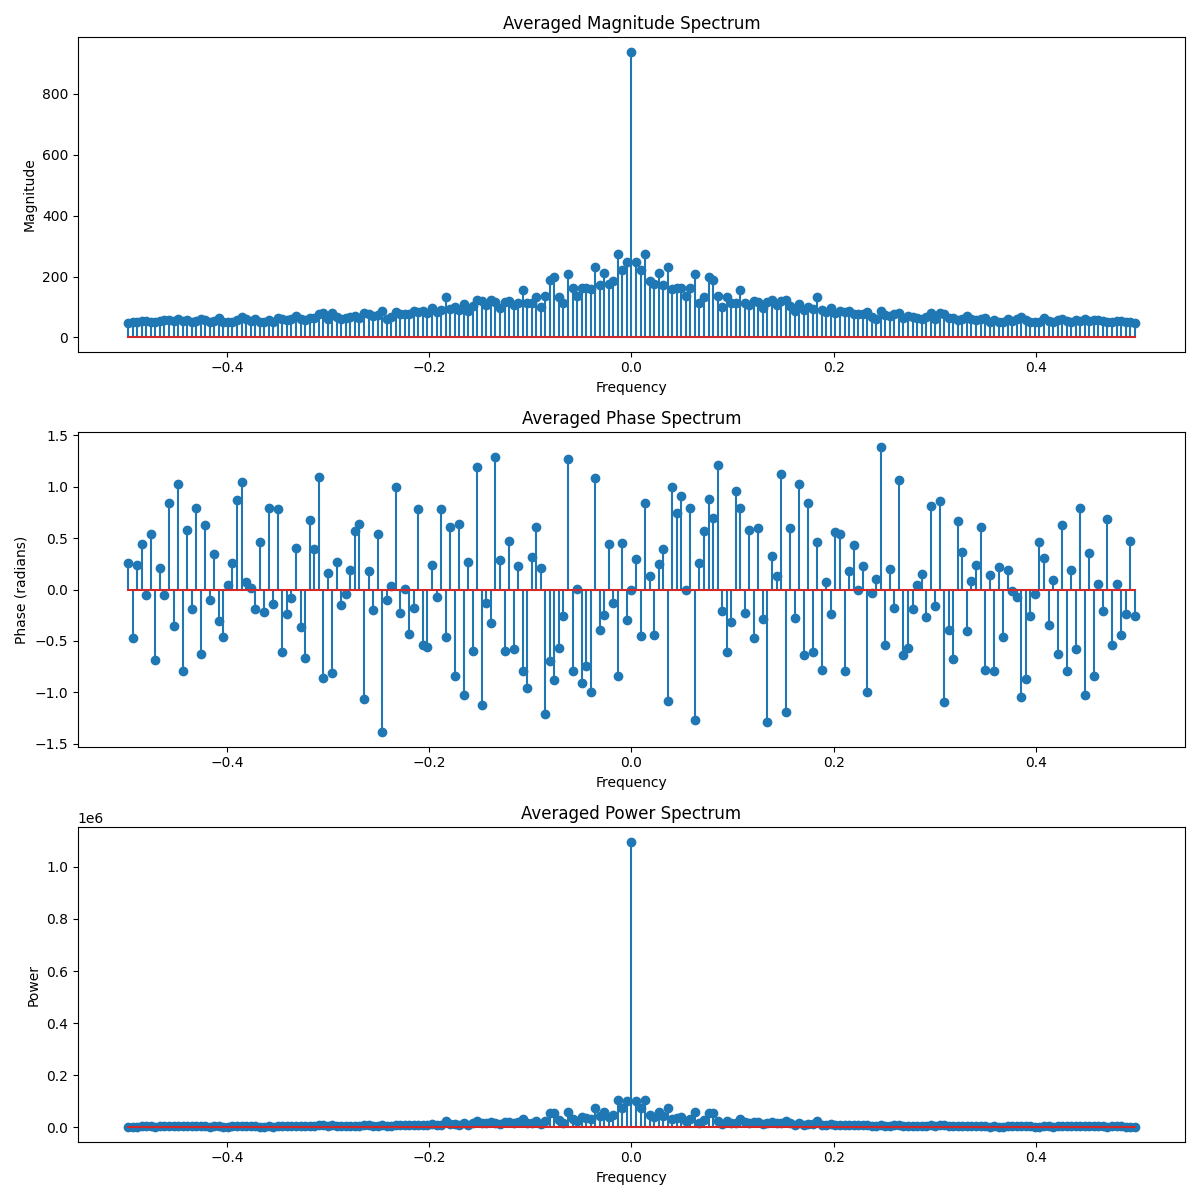 Averaged Magnitude Spectrum
Magnitude
800
600
400
200
0
−0.4 −0.2 0.0 0.2 0.4
Frequency
Averaged Phase Spectrum
Phase (radians)
1.5
1.0
0.5
0.0
−0.5
−1.0
−1.5
−0.4 −0.2 0.0 0.2 0.4
Frequency
Averaged Power Spectrum
1e6
Power
1.0
0.8
0.6
0.4
0.2
0.0
−0.4 −0.2 0.0 0.2 0.4
Frequency